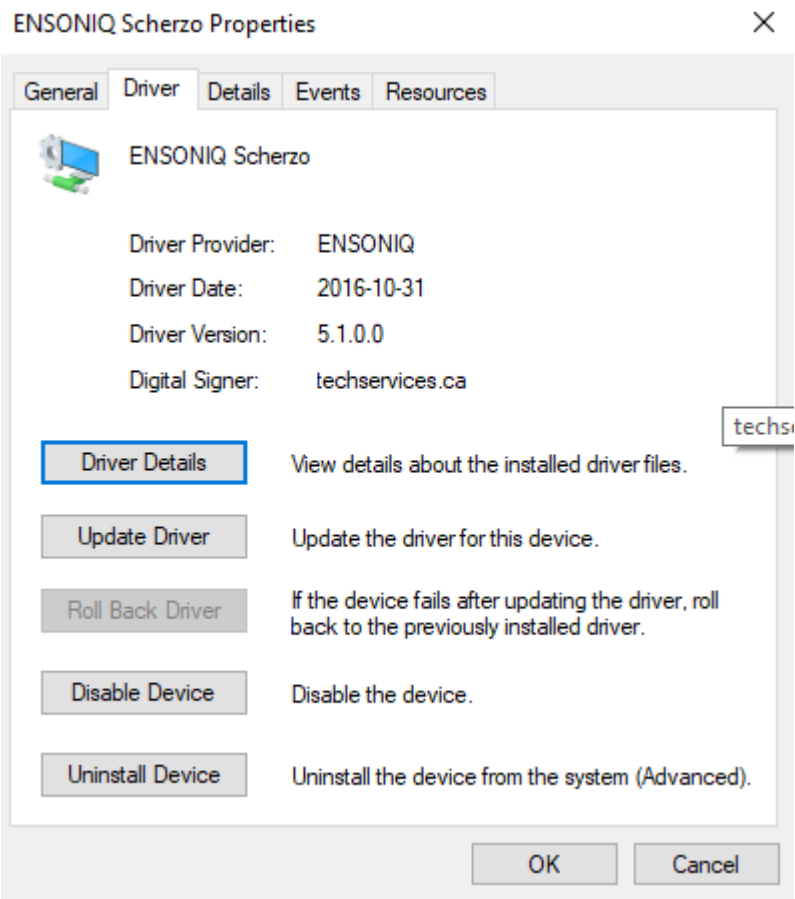 ENSONIQ Scherzo Properties
General Driver Details Events Resources
ENSONIQ Scherzo
Driver Provider: ENSONIQ
Driver Date: 2016-10-31
Driver Version: 5.1.0.0
Digital Signer: techservices.ca
techs
Driver Details View details about the installed driver files.
Update Driver Update the driver for this device.
Roll Back Driver If the device fails after updating the driver, roll
back to the previously installed driver.
Disable Device Disable the device.
Uninstall Device Uninstall the device from the system (Advanced).
OK Cancel